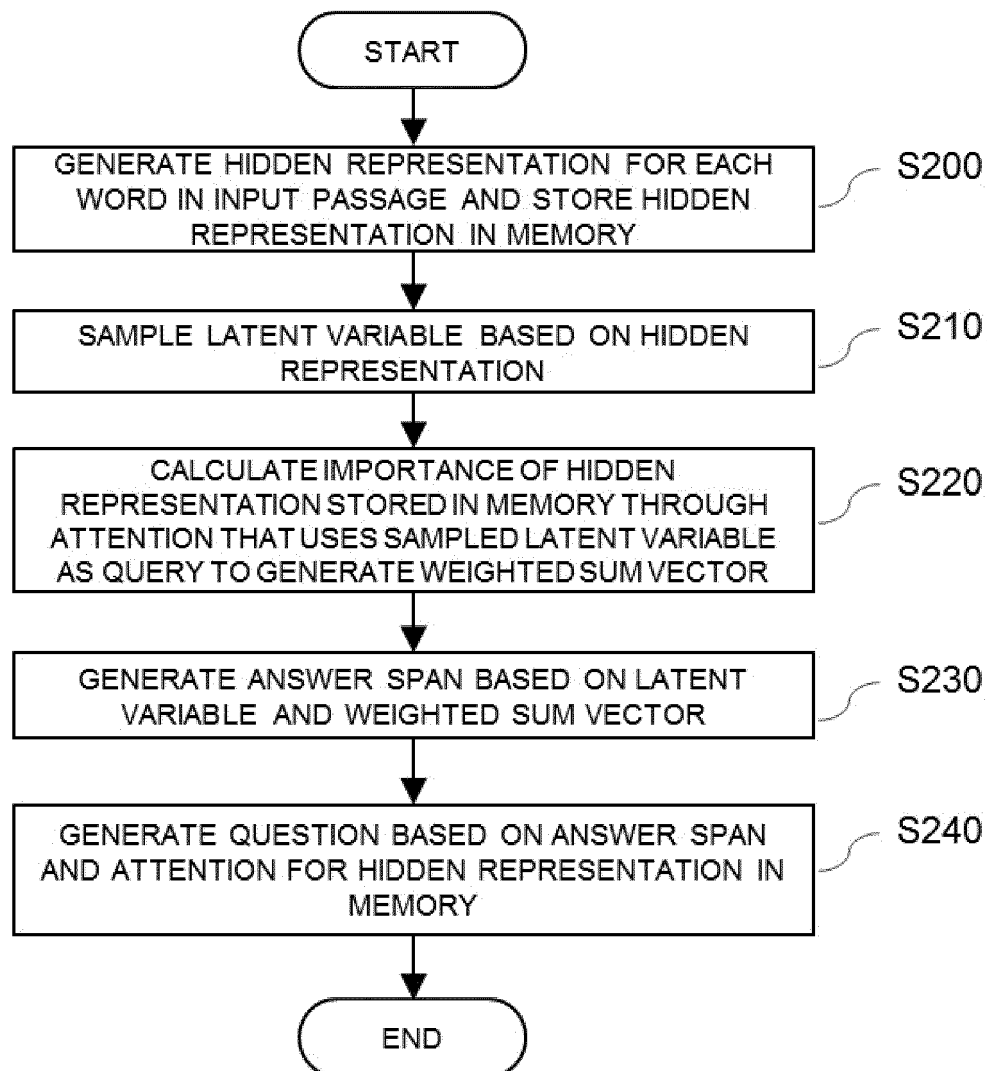 START
GENERATE HIDDEN REPRESENTATION FOR EACH
WORD IN INPUT PASSAGE AND STORE HIDDEN
REPRESENTATION IN MEMORY
S200
SAMPLE LATENT VARIABLE BASED ON HIDDEN
REPRESENTATION
S210
CALCULATE IMPORTANCE OF HIDDEN
REPRESENTATION STORED IN MEMORY THROUGH
ATTENTION THAT USES SAMPLED LATENT VARIABLE
AS QUERY TO GENERATE WEIGHTED SUM VECTOR
S220
GENERATE ANSWER SPAN BASED ON LATENT
VARIABLE AND WEIGHTED SUM VECTOR
S230
GENERATE QUESTION BASED ON ANSWER SPAN
AND ATTENTION FOR HIDDEN REPRESENTATION IN
MEMORY
S240
END